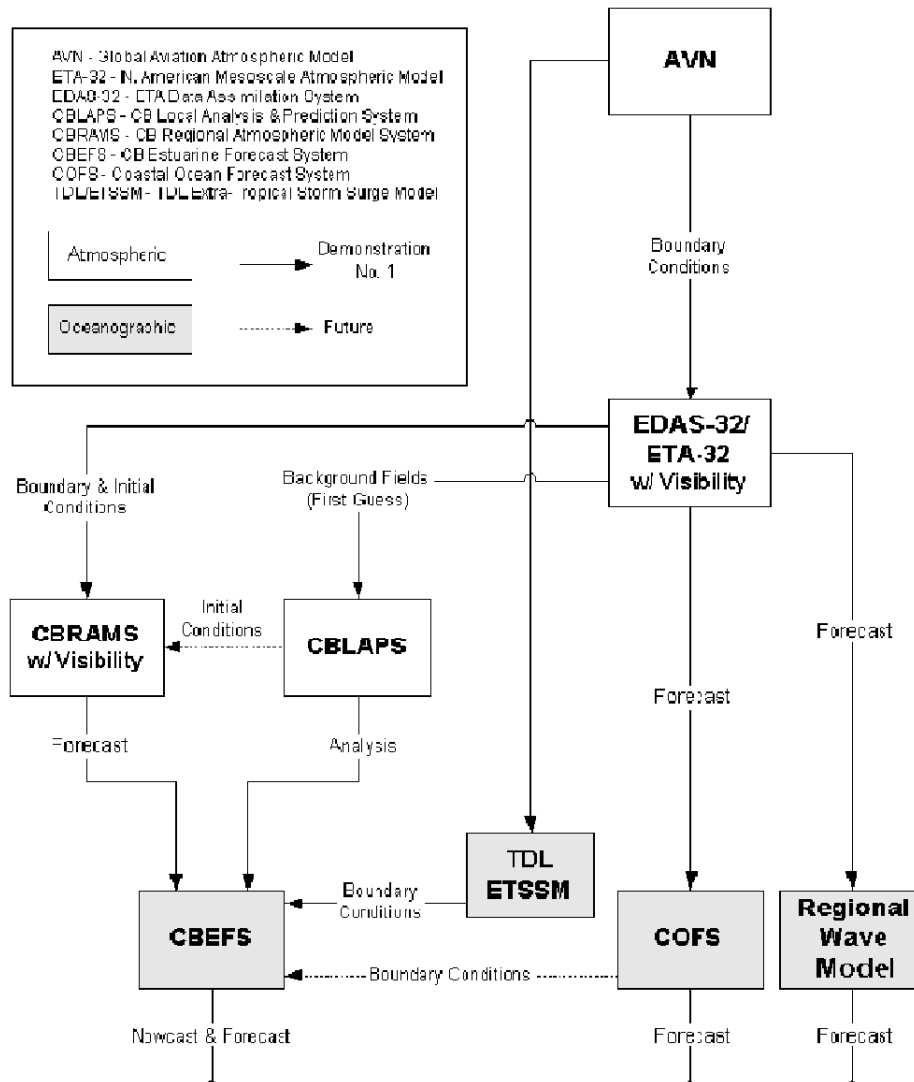 AVN - Global Aviation Atmospheric Model
ETA-32 - N. American Mesoscale Atmospheric Model
EDAS-32 - ETA Data Assimilation System
CBLAPS - CB Local Analysis & Prediction System
CBRAMS - CB Regional Atmospheric Model System
CBEFS - CB Estuarine Forecast System
COFS - Coastal Ocean Forecast System
TDL/ETSSM - TDL Extra-Tropical Storm Surge Model
Atmospheric
Demonstration
No. 1
Oceanographic
Future
AVN
Boundary
Conditions
EDAS-32/
ETA-32
w/ Visibility
Boundary & Initial
Conditions
Background Fields
(First Guess)
CBRAMS
w/ Visibility
Initial
Conditions
CBLAPS
Forecast
Forecast
Forecast
Analysis
TDL
ETSSM
Boundary
Conditions
CBEFS
COFS
Regional
Wave
Model
Boundary Conditions
Nowcast & Forecast
Forecast
Forecast